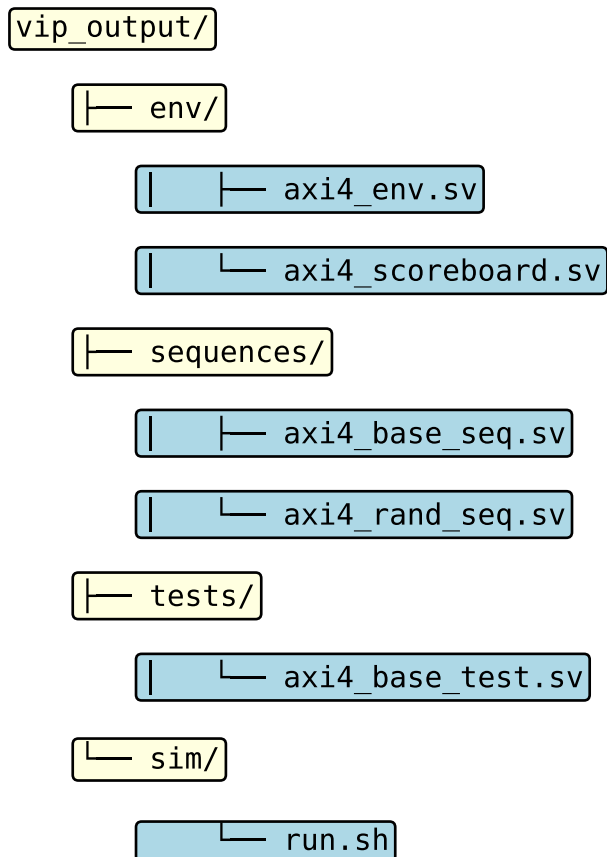 vip_output/
├── env/
│   ├── axi4_env.sv
│   └── axi4_scoreboard.sv
├── sequences/
│   ├── axi4_base_seq.sv
│   └── axi4_rand_seq.sv
├── tests/
│   └── axi4_base_test.sv
└── sim/
    └── run.sh